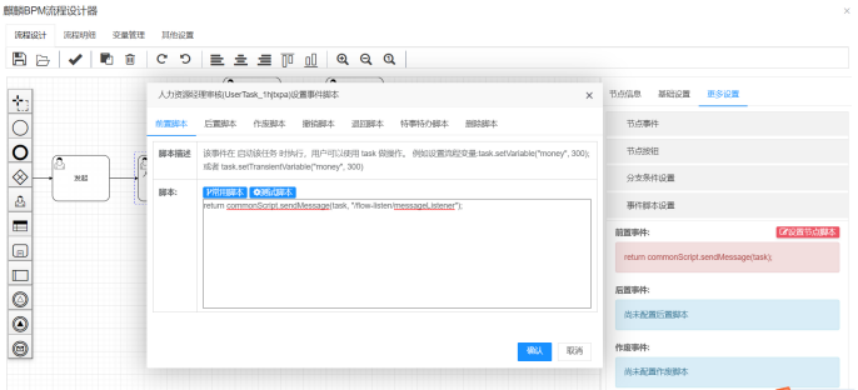 麒麟BPM流程设计器
流程设计 流程明细 变量管理 其他设置
人力资源经理审核(UserTask_1hjtxpa)设置事件脚本
节点信息 基础设置 更多设置
前置脚本 后置脚本 作废脚本 撤销脚本 退回脚本 特事特办脚本 删除脚本
节点事件
脚本描述 该事件在 启动该任务 时执行，用户可以使用 task 做操作。 例如设置流程变量:task.setVariable("money", 300);
或者 task.setTransientVariable("money", 300)
节点按钮
发起
分支条件设置
脚本: 常用脚本 测试脚本
事件脚本设置
return commonScript.sendMessage(task, "/flow-listen/messageListener");
前置事件: 设置节点脚本
return commonScript.sendMessage(task);
后置事件:
尚未配置后置脚本
确认 取消
作废事件:
尚未配置作废脚本